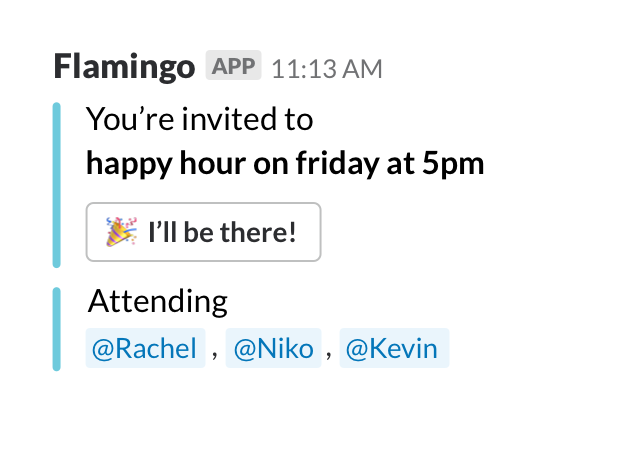 Flamingo APP 11:13 AM
You’re invited to
happy hour on friday at 5pm
🎉 I’ll be there!
Attending
@Rachel , @Niko , @Kevin